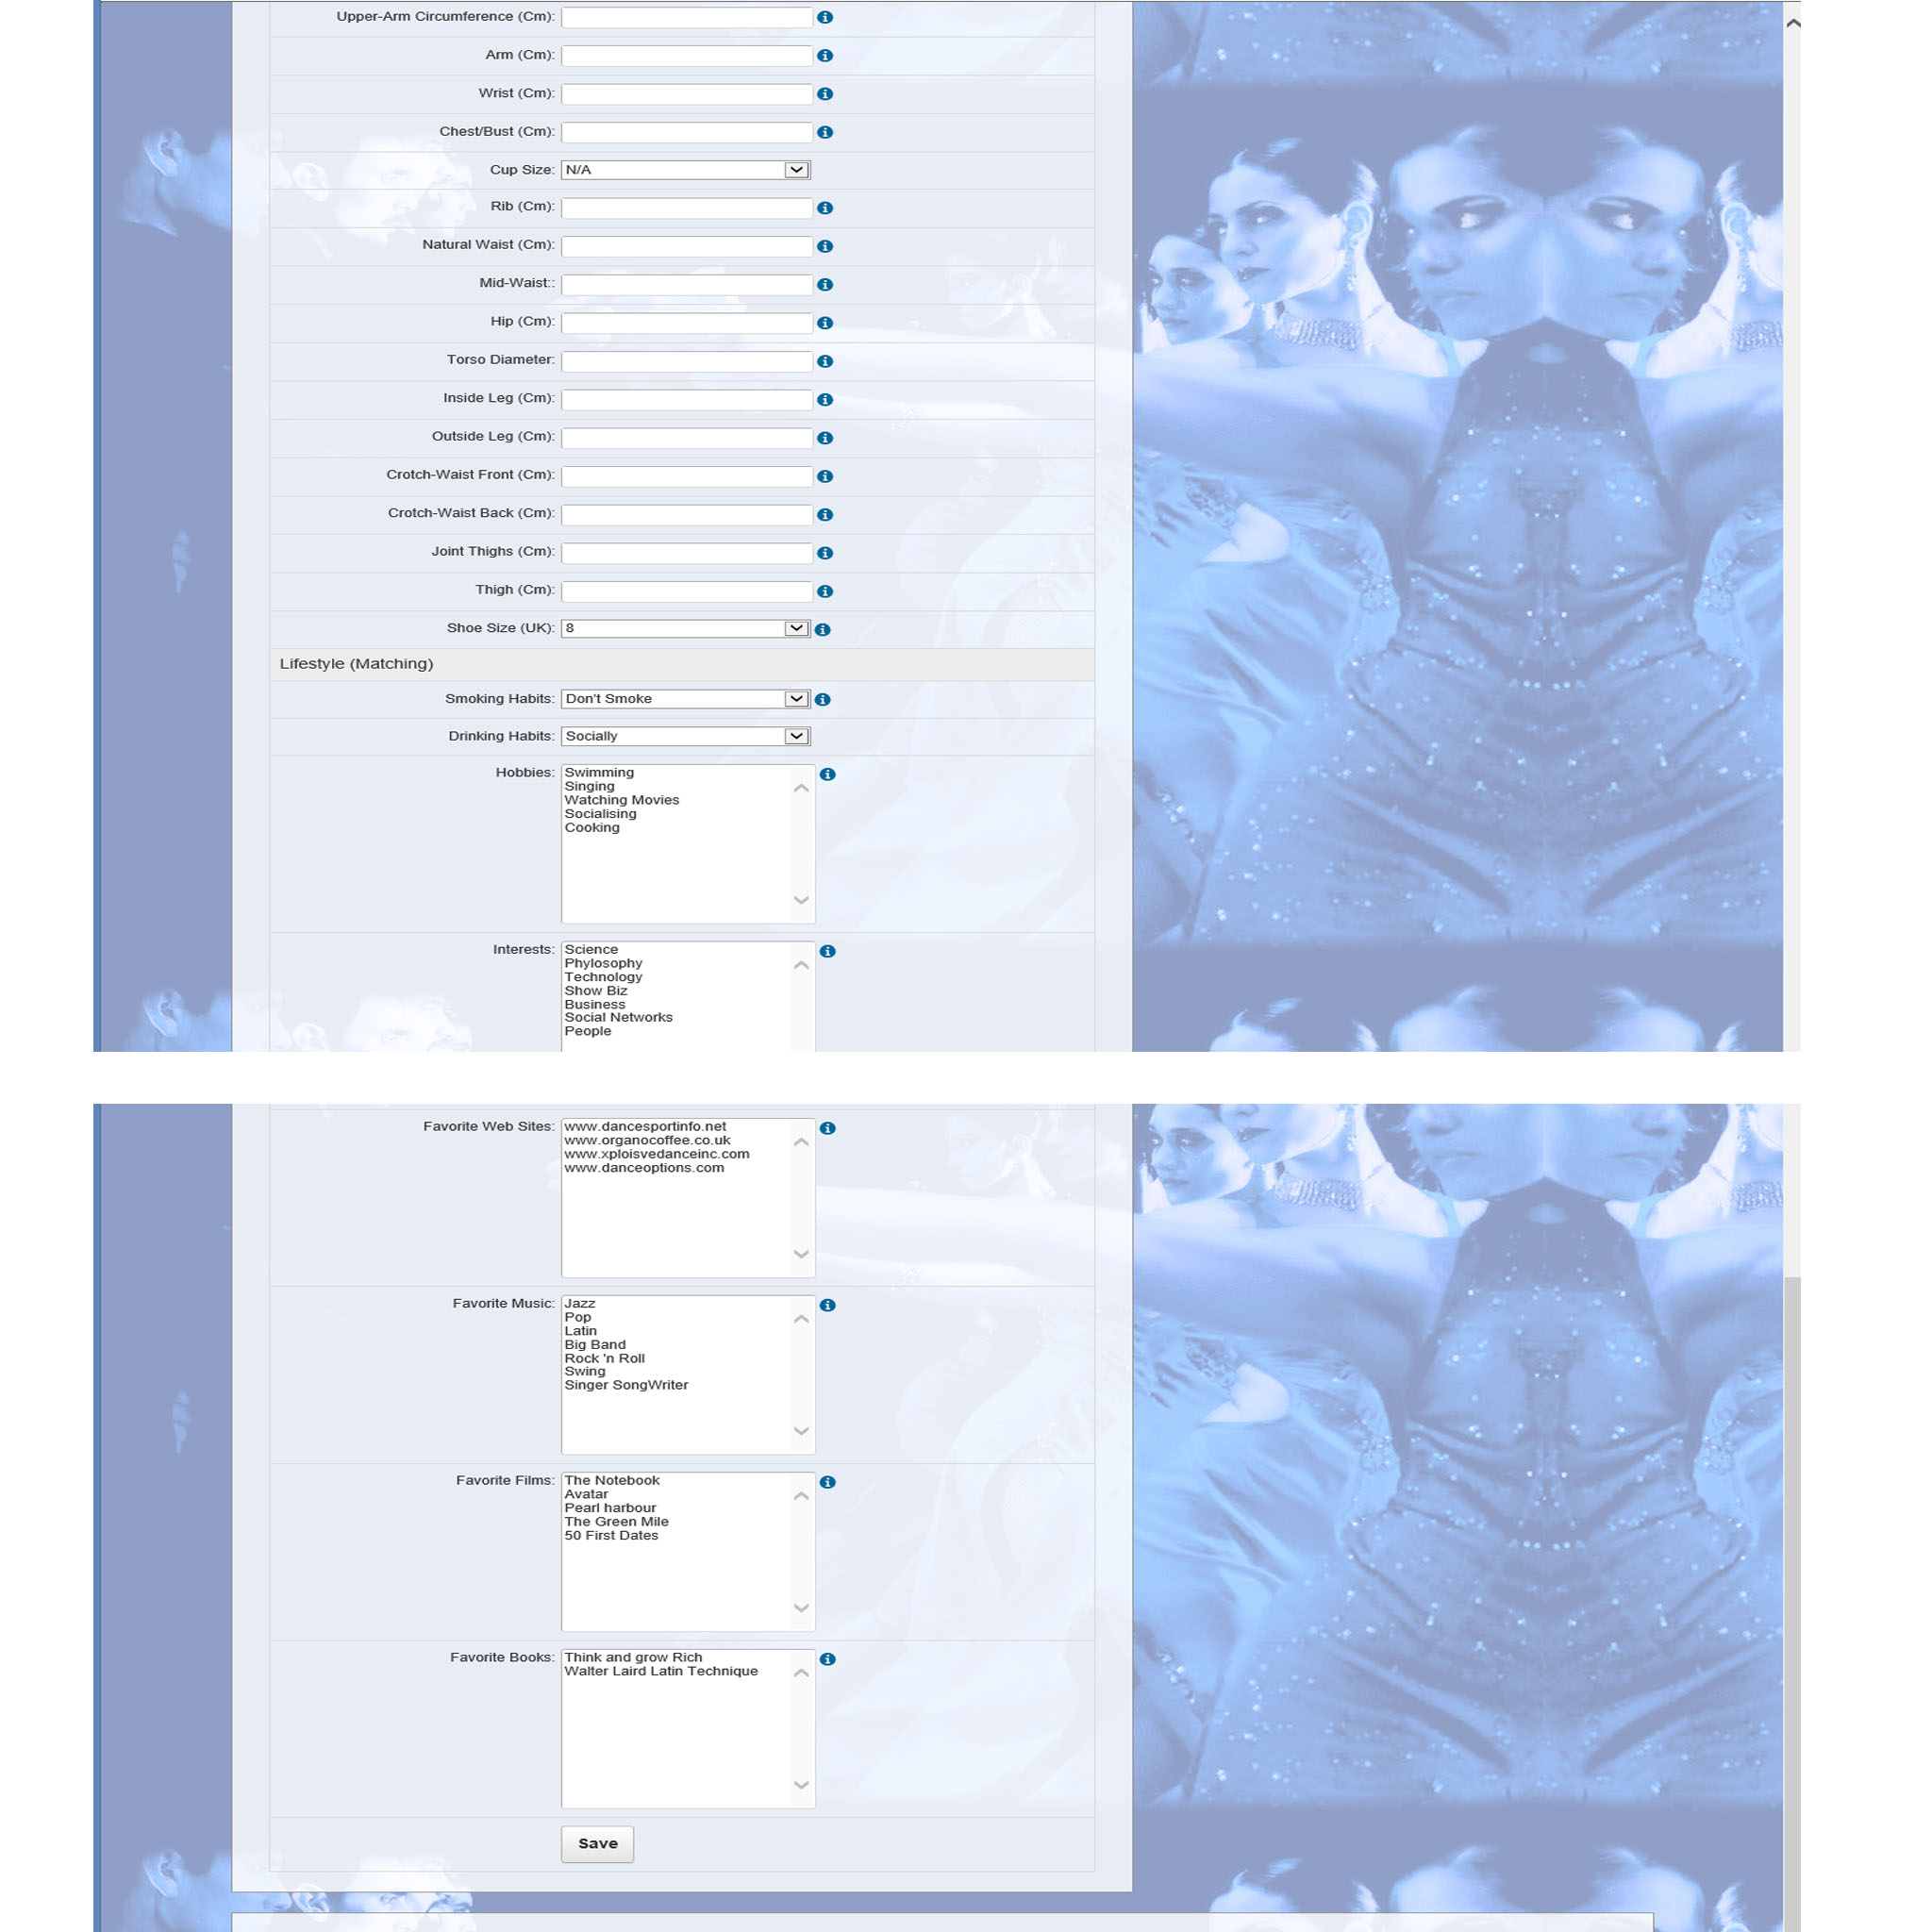 Upper-Arm Circumference (Cm):
Arm (Cm):
Wrist (Cm):
Chest/Bust (Cm):
Cup Size: N/A
Rib (Cm):
Natural Waist (Cm):
Mid-Waist::
Hip (Cm):
Torso Diameter:
Inside Leg (Cm):
Outside Leg (Cm):
Crotch-Waist Front (Cm):
Crotch-Waist Back (Cm):
Joint Thighs (Cm):
Thigh (Cm):
Shoe Size (UK): 8
Lifestyle (Matching)
Smoking Habits: Don't Smoke
Drinking Habits: Socially
Hobbies: Swimming
Singing
Watching Movies
Socialising
Cooking
Interests: Science
Phylosophy
Technology
Show Biz
Business
Social Networks
People
Favorite Web Sites: www.dancesportinfo.net
www.organocoffee.co.uk
www.xploisvedanceinc.com
www.danceoptions.com
Favorite Music: Jazz
Pop
Latin
Big Band
Rock 'n Roll
Swing
Singer SongWriter
Favorite Films: The Notebook
Avatar
Pearl harbour
The Green Mile
50 First Dates
Favorite Books: Think and grow Rich
Walter Laird Latin Technique
Save